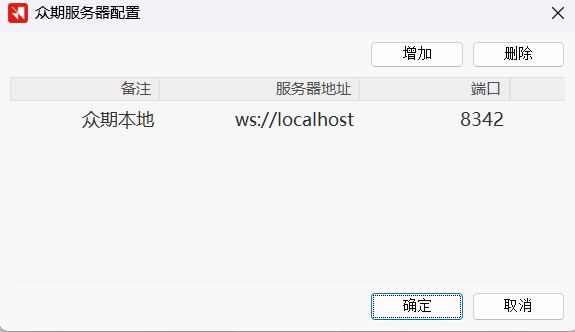 众期服务器配置
增加 删除
备注 服务器地址 端口
众期本地 ws://localhost 8342
确定 取消